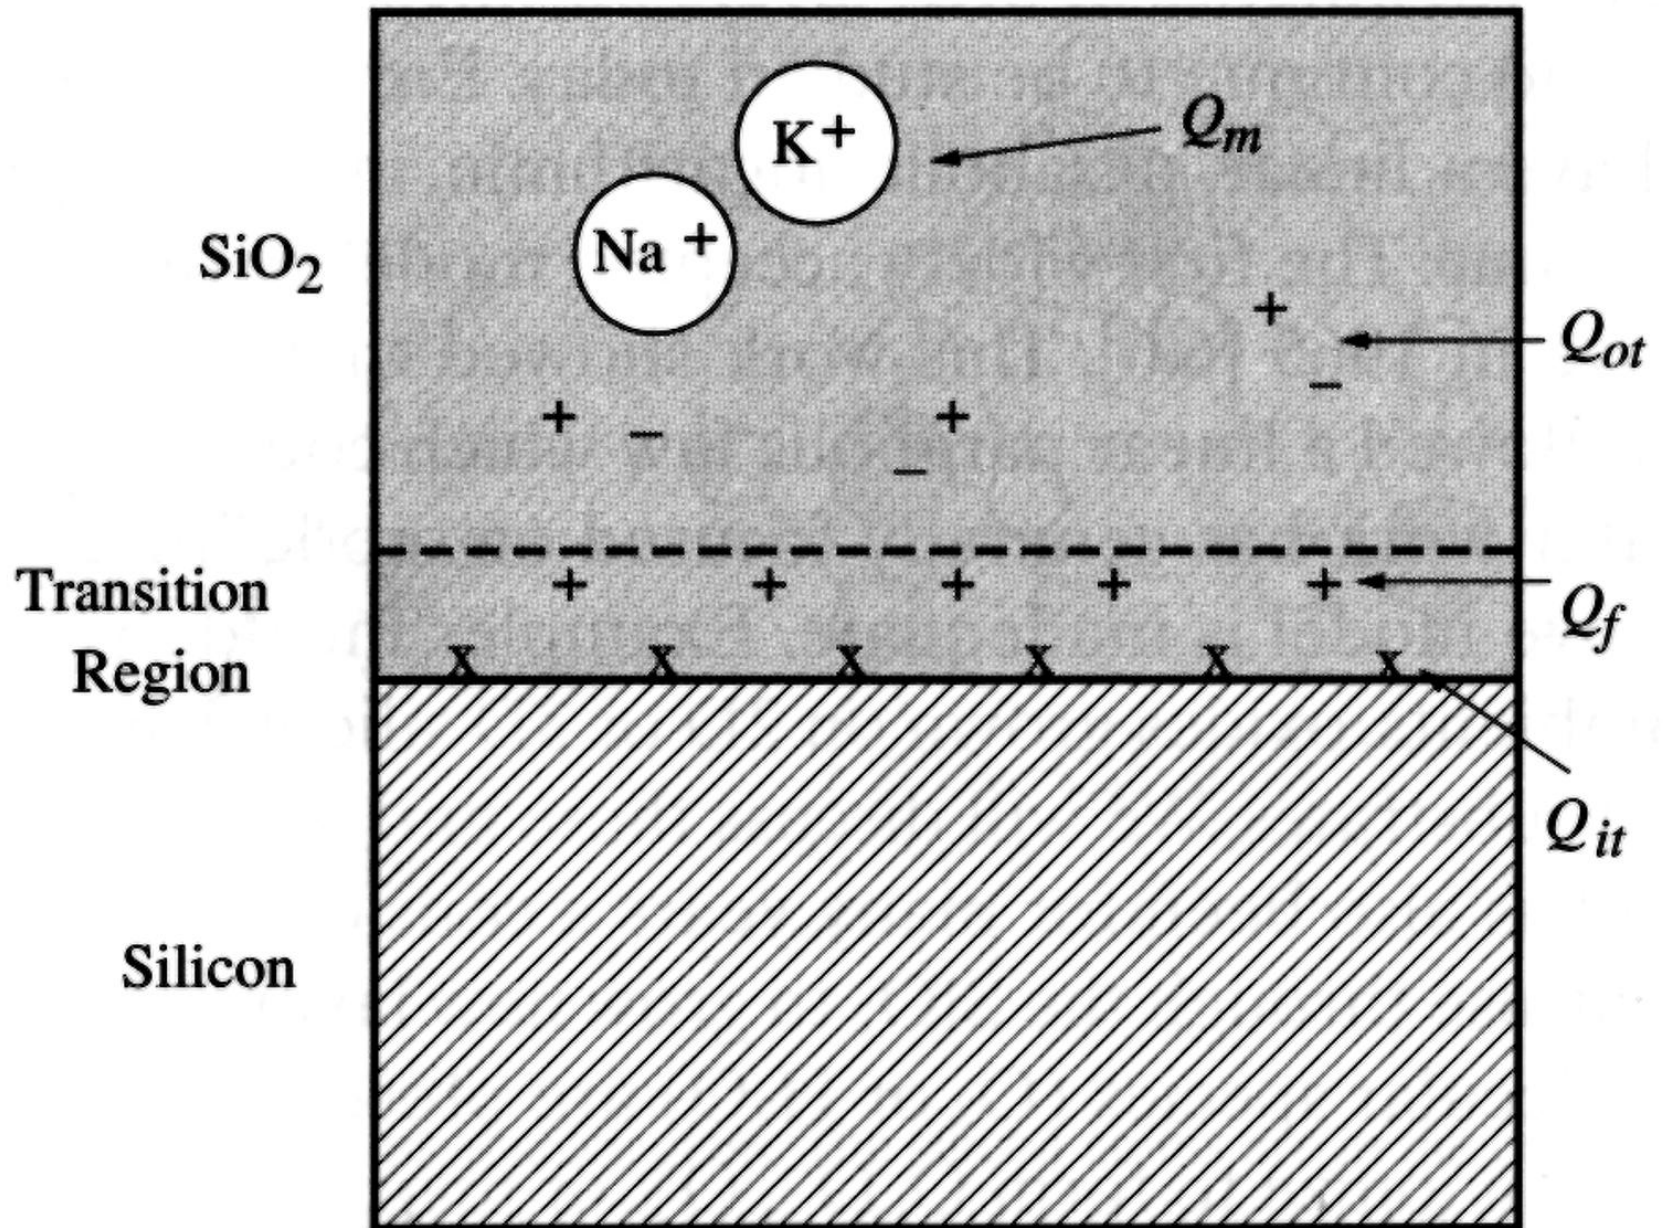 K+
Qm
Na +
SiO2
+
Qot
−
+
+
−
−
Transition
Region
+ + + + +
Qf
X X X X X X
Qit
Silicon